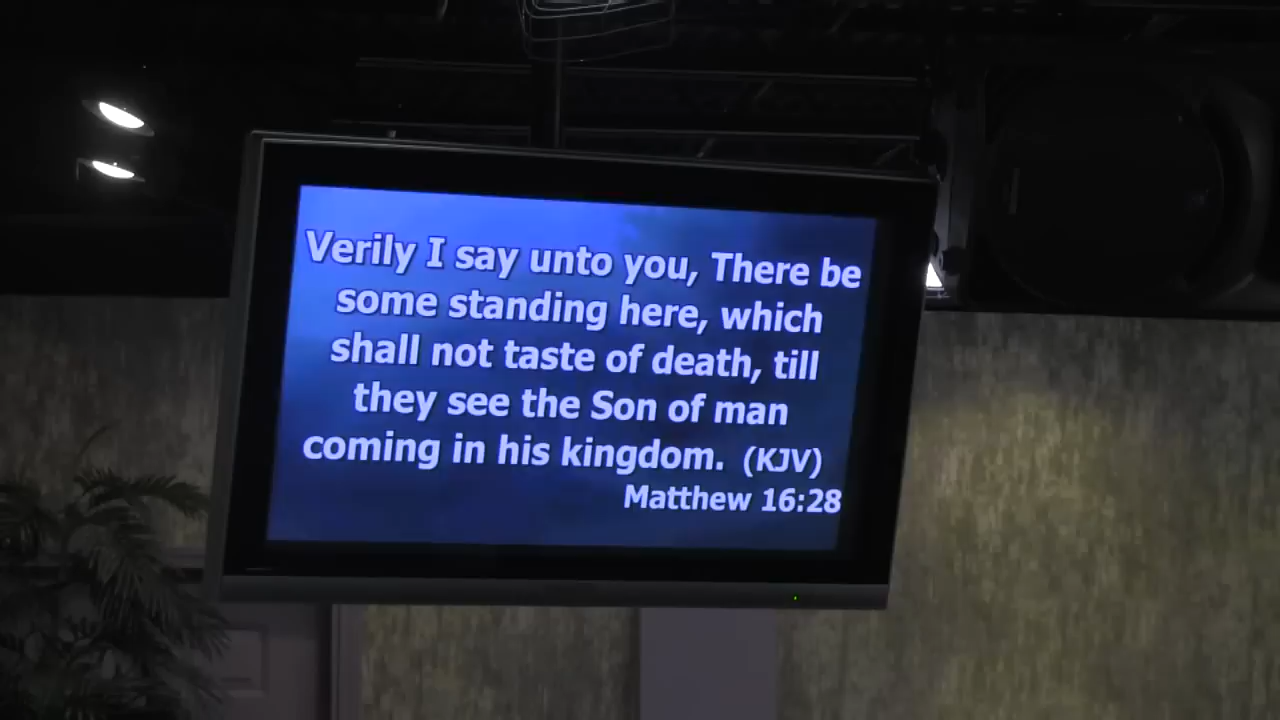 Verily I say unto you, There be
some standing here, which
shall not taste of death, till
they see the Son of man
coming in his kingdom. (KJV)
Matthew 16:28